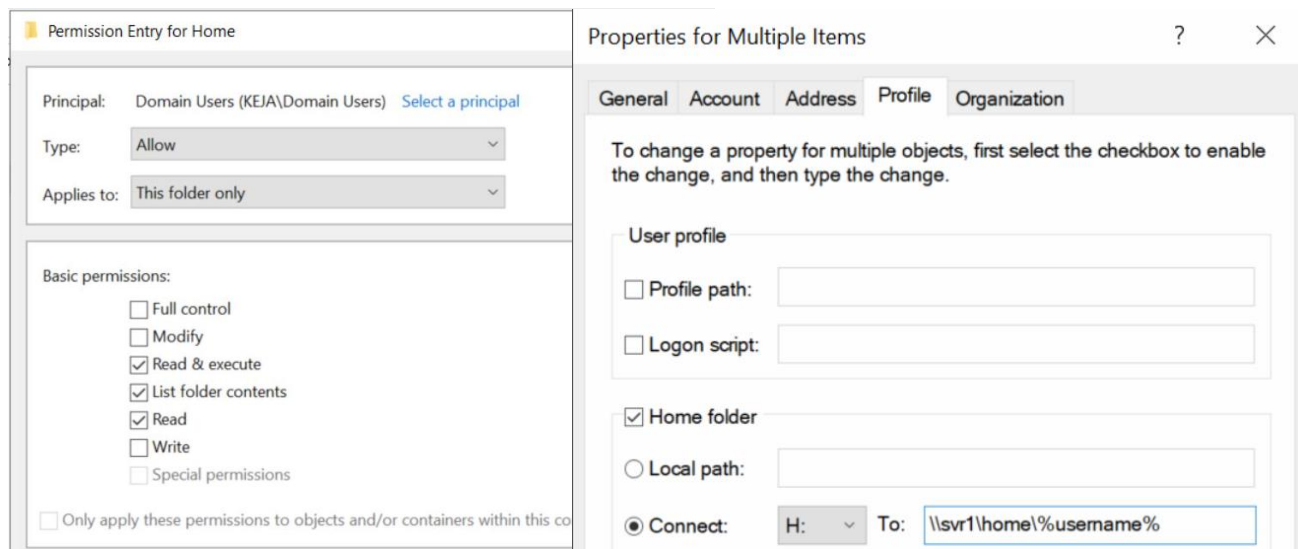 Permission Entry for Home
Principal: Domain Users (KEJA\Domain Users) Select a principal
Type: Allow
Applies to: This folder only
Basic permissions:
Full control
Modify
Read & execute
List folder contents
Read
Write
Special permissions
Only apply these permissions to objects and/or containers within this co
Properties for Multiple Items ? ×
General Account Address Profile Organization
To change a property for multiple objects, first select the checkbox to enable
the change, and then type the change.
User profile
Profile path:
Logon script:
Home folder
Local path:
Connect: H: To: \\svr1\home\%username%